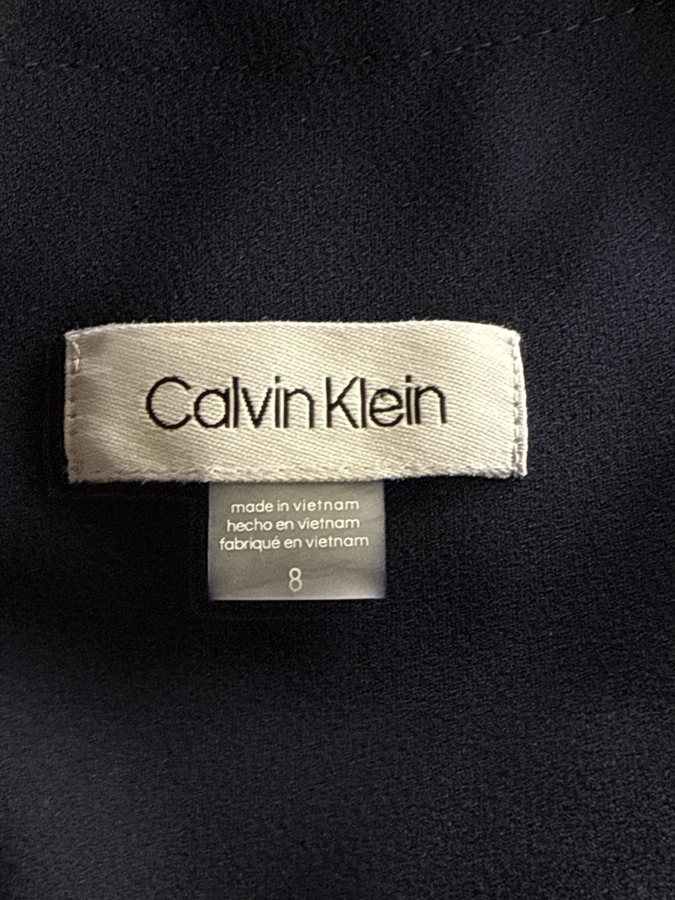 Calvin Klein
made in vietnam
hecho en vietnam
fabriqué en vietnam
8